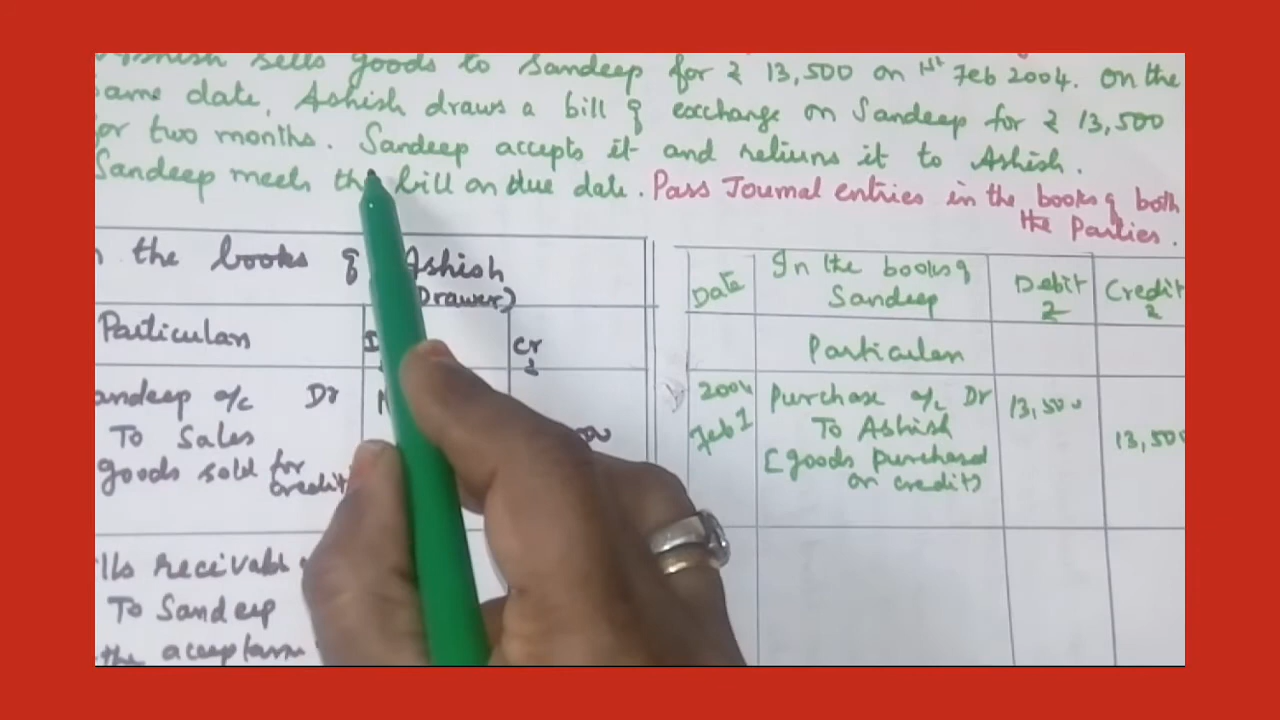 Ashish sells goods to Sandeep for ₹ 13,500 on 1st Feb 2004. On the
same date, Ashish draws a bill of exchange on Sandeep for ₹ 13,500
for two months. Sandeep accepts it and returns it to Ashish.
Sandeep meets the bill on due date. Pass Journal entries in the books of both
the Parties.
the books of Ashish
Drawer)
Particulars
Cr
₹
andeep a/c Dr
To Sales
goods sold for
credit
lls receivable
To Sandeep
the acceptance
Date
In the books of
Sandeep
Debit
₹
Credit
₹
Particulars
2004
Feb 1
Purchase a/c Dr
To Ashish
[goods purchased
on credit]
13,500
13,500